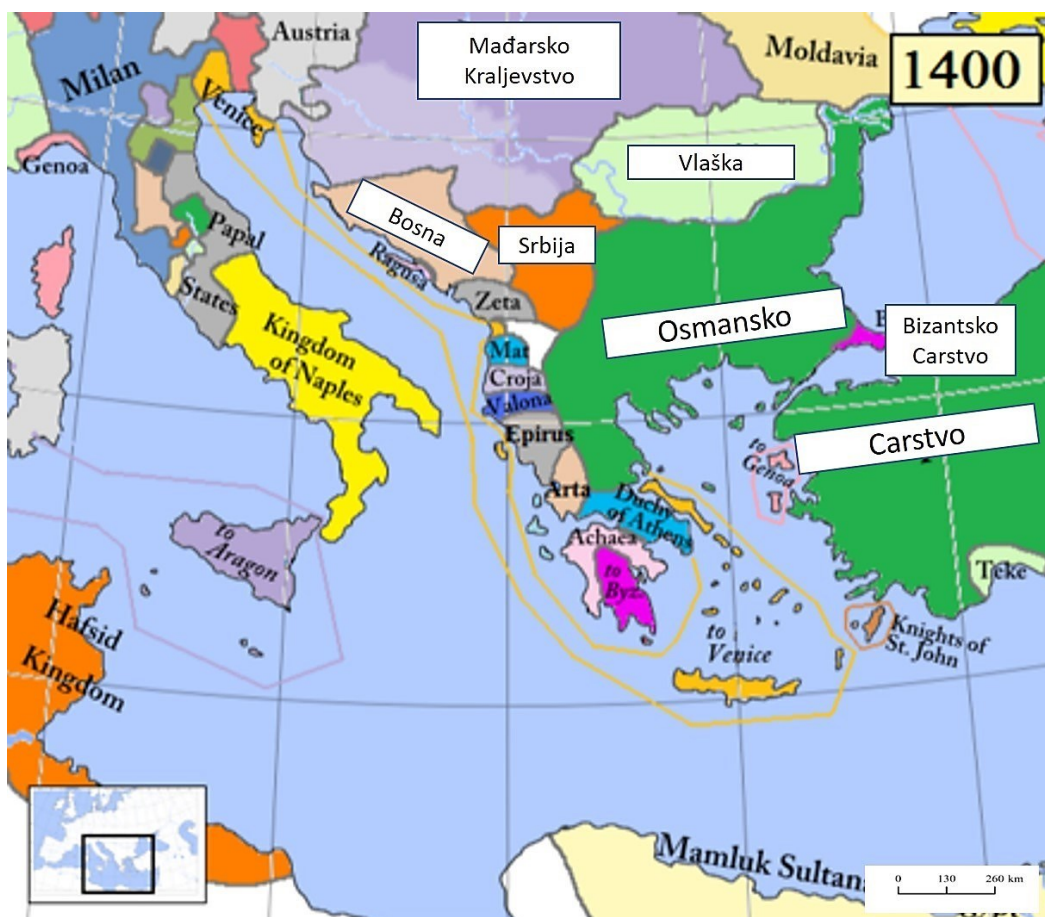 Austria
Mađarsko
Kraljevstvo
Moldavia
1400
Milan
Venice
Genoa
Vlaška
Bosna
Srbija
Papal
States
Ragusa
Zeta
Osmansko
Bizantsko
Carstvo
Kingdom
of Naples
Mat
Croja
Valona
Epirus
Carstvo
to
Genoa
Arta
Duchy
of Athens
Achaea
to
Byz.
to
Aragon
Teke
Hafsid
Kingdom
to
Venice
Knights of
St. John
Mamluk
0 130 260 km